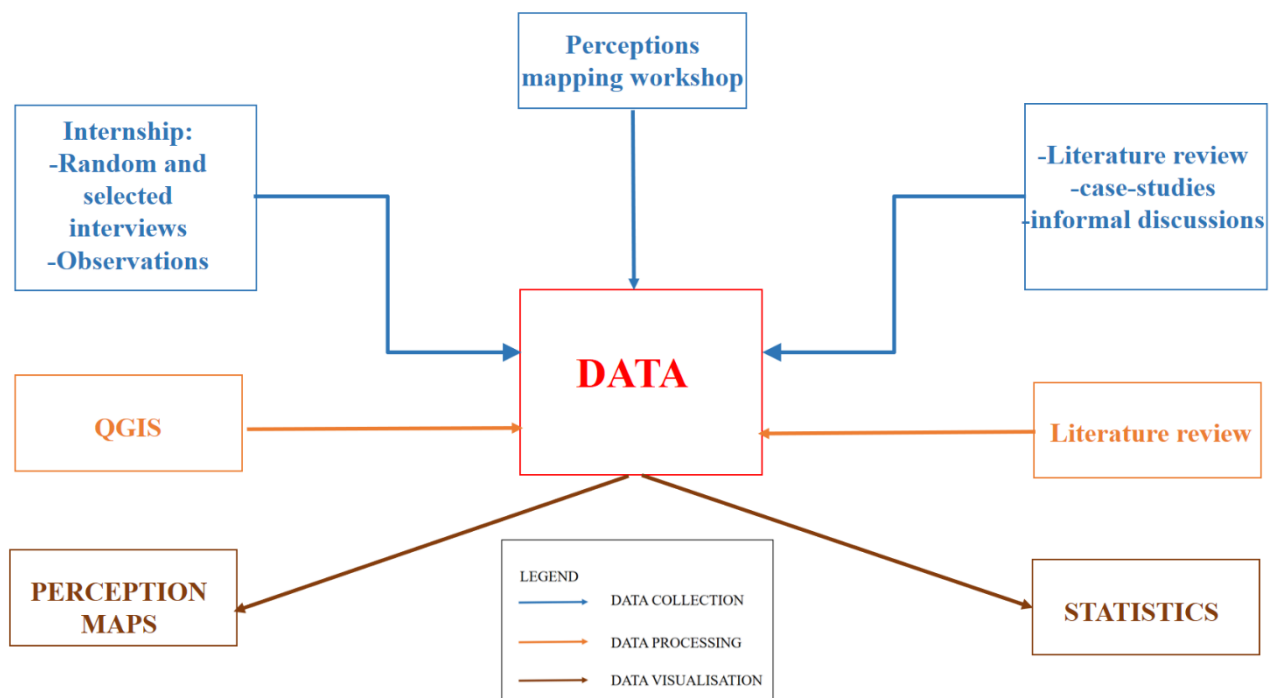 Perceptions
mapping workshop
Internship:
-Random and
selected
interviews
-Observations
-Literature review
-case-studies
-informal discussions
DATA
QGIS
Literature review
PERCEPTION
MAPS
LEGEND
DATA COLLECTION
DATA PROCESSING
DATA VISUALISATION
STATISTICS